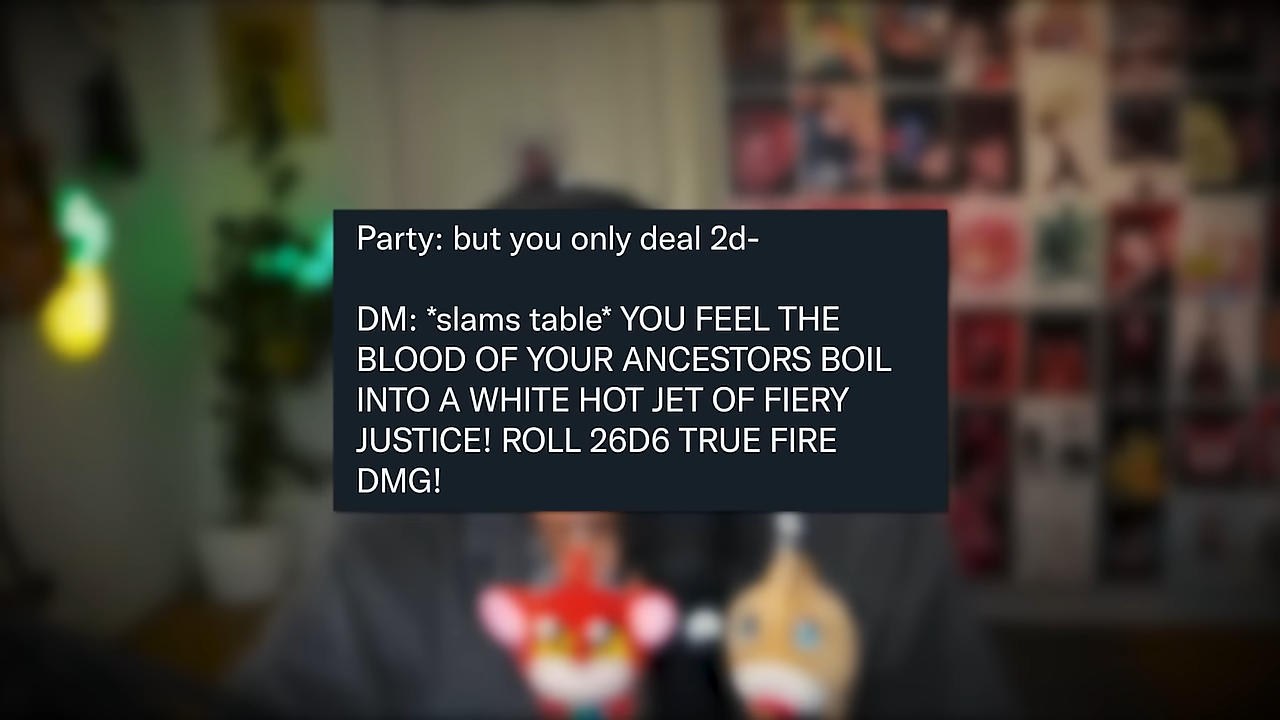 Party: but you only deal 2d-
DM: *slams table* YOU FEEL THE
BLOOD OF YOUR ANCESTORS BOIL
INTO A WHITE HOT JET OF FIERY
JUSTICE! ROLL 26D6 TRUE FIRE
DMG!